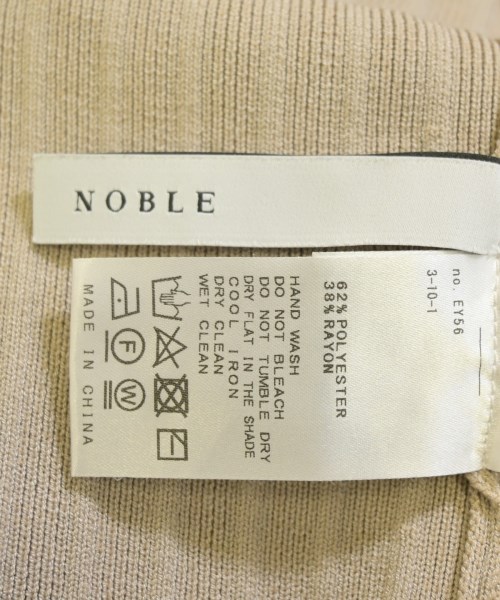 NOBLE
no. EY56
3-10-1
62% POLYESTER
38% RAYON
HAND WASH
DO NOT BLEACH
DO NOT TUMBLE DRY
DRY FLAT IN THE SHADE
COOL IRON
DRY CLEAN
WET CLEAN
F
W
MADE IN CHINA